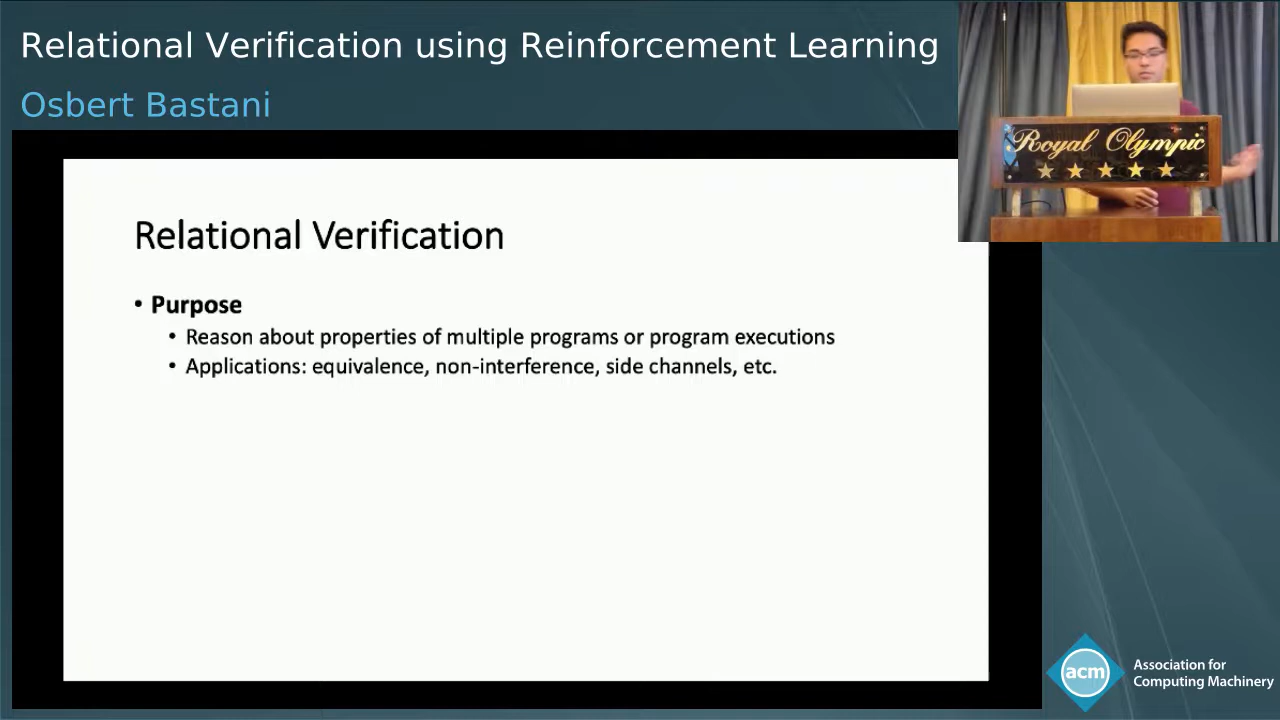 Relational Verification using Reinforcement Learning
Osbert Bastani
Royal Olympic
Relational Verification
• Purpose
• Reason about properties of multiple programs or program executions
• Applications: equivalence, non-interference, side channels, etc.
acm
Association for
Computing Machinery